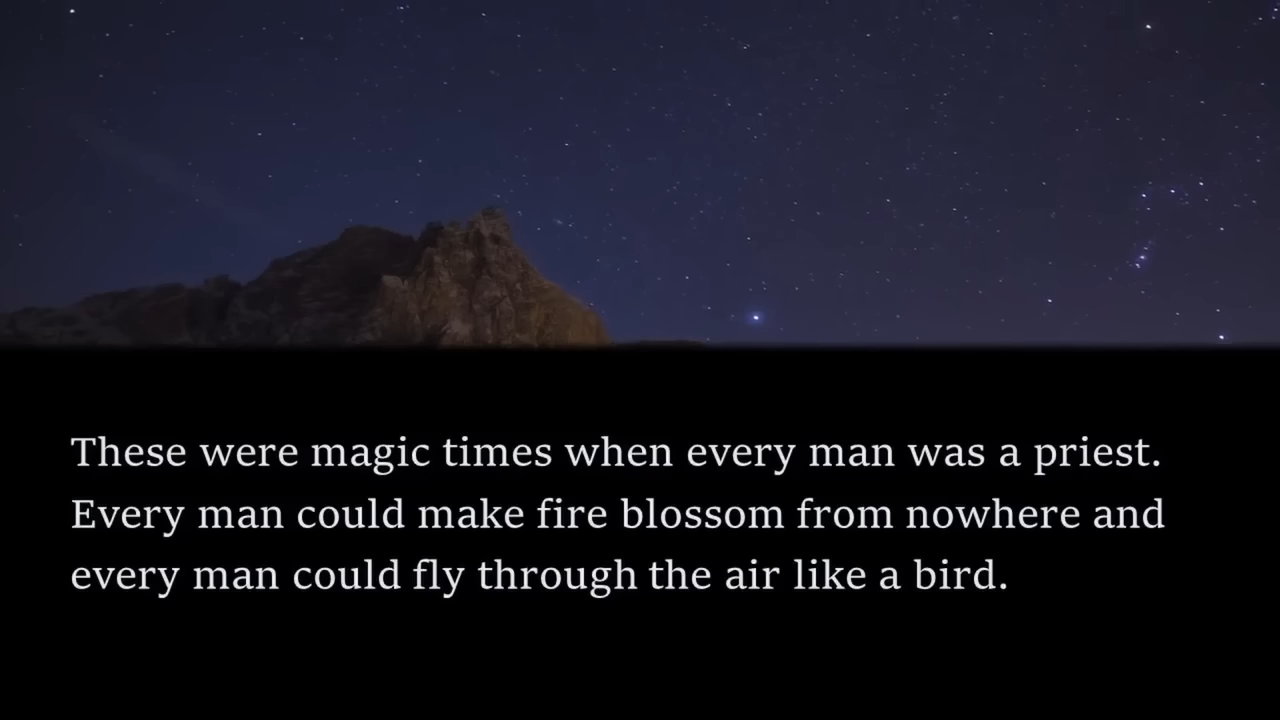 These were magic times when every man was a priest.
Every man could make fire blossom from nowhere and
every man could fly through the air like a bird.